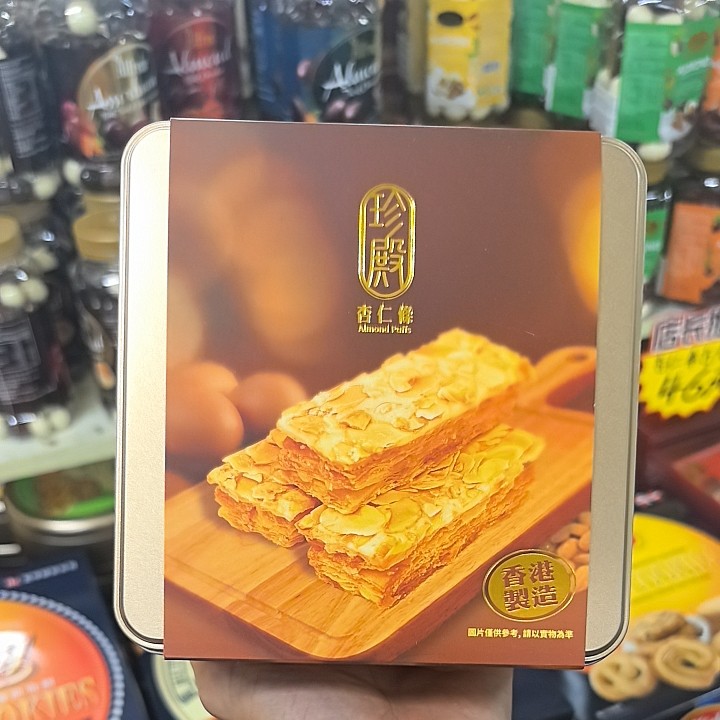 珍殿
杏仁條
Almond Puffs
香港
製造
圖片僅供參考, 請以實物為準
Almond